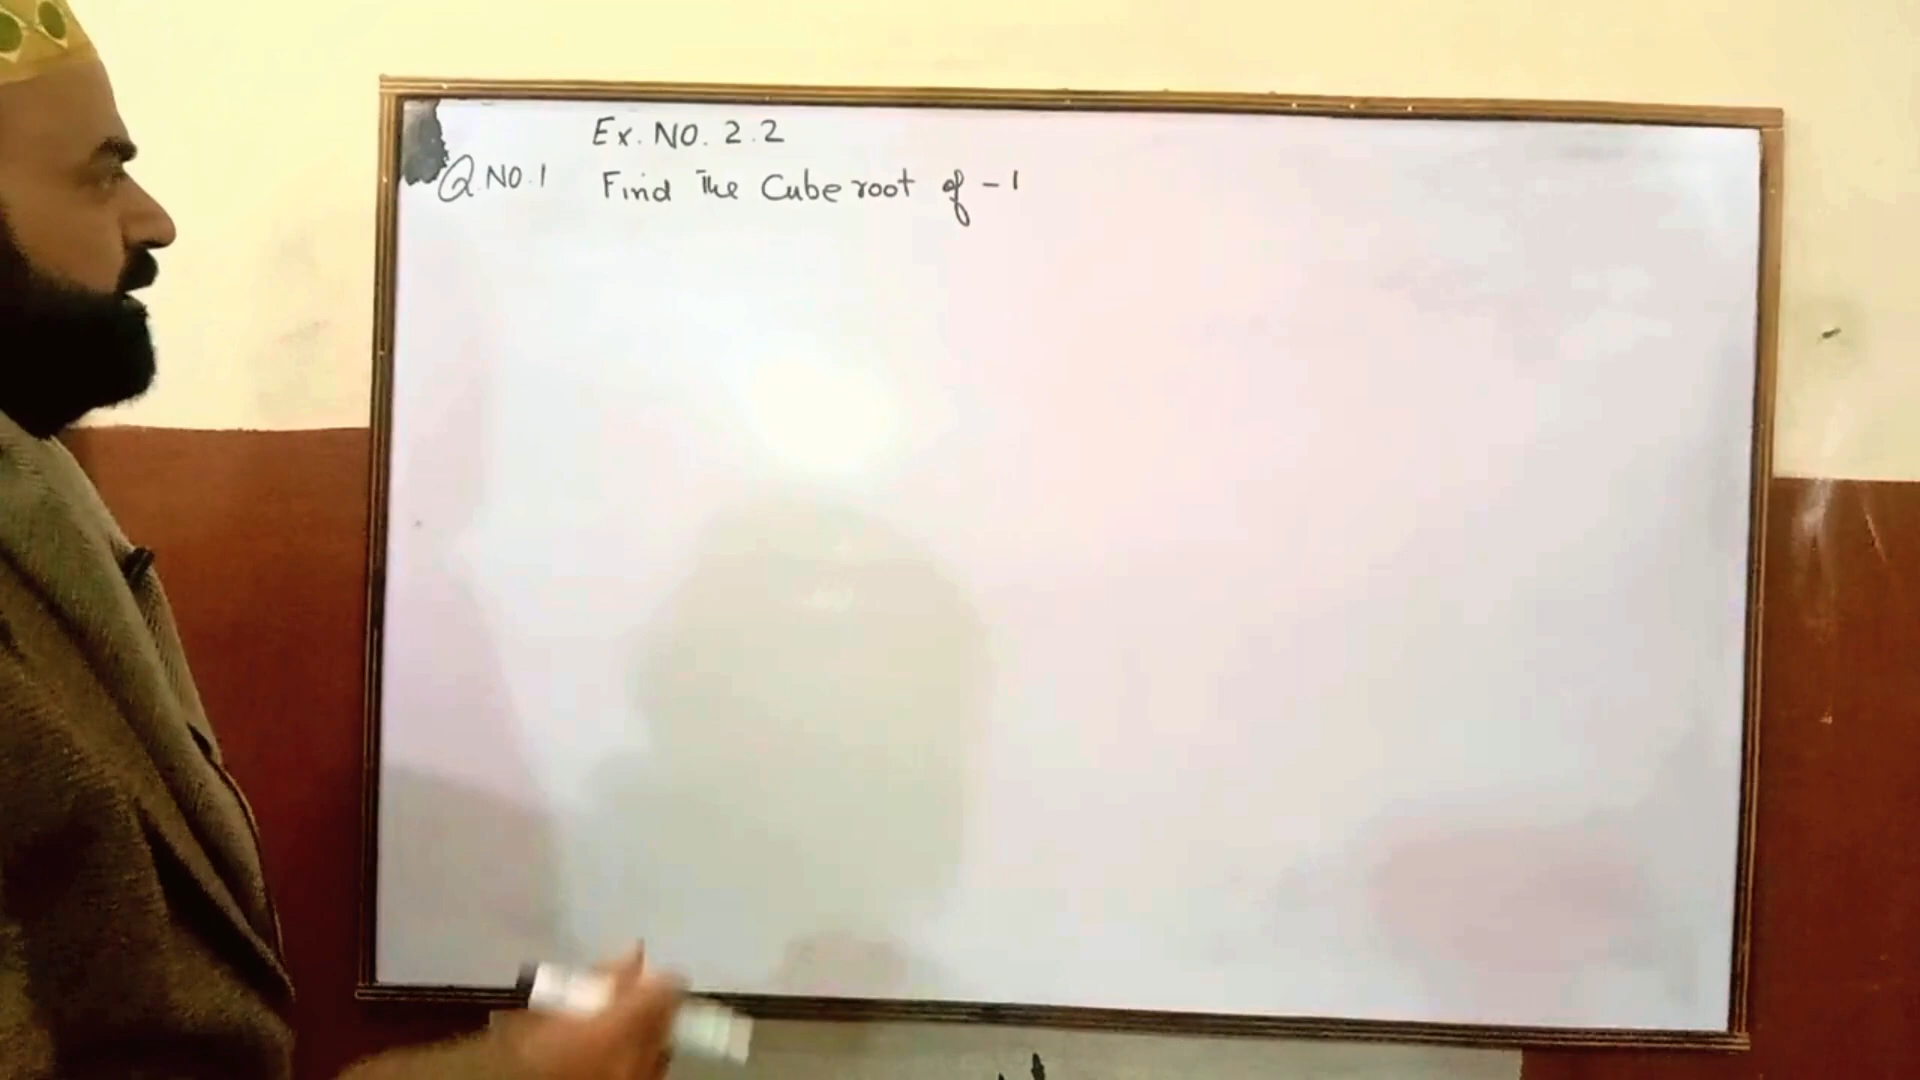 Ex. NO. 2.2
Q.NO.1 Find The Cube root of -1